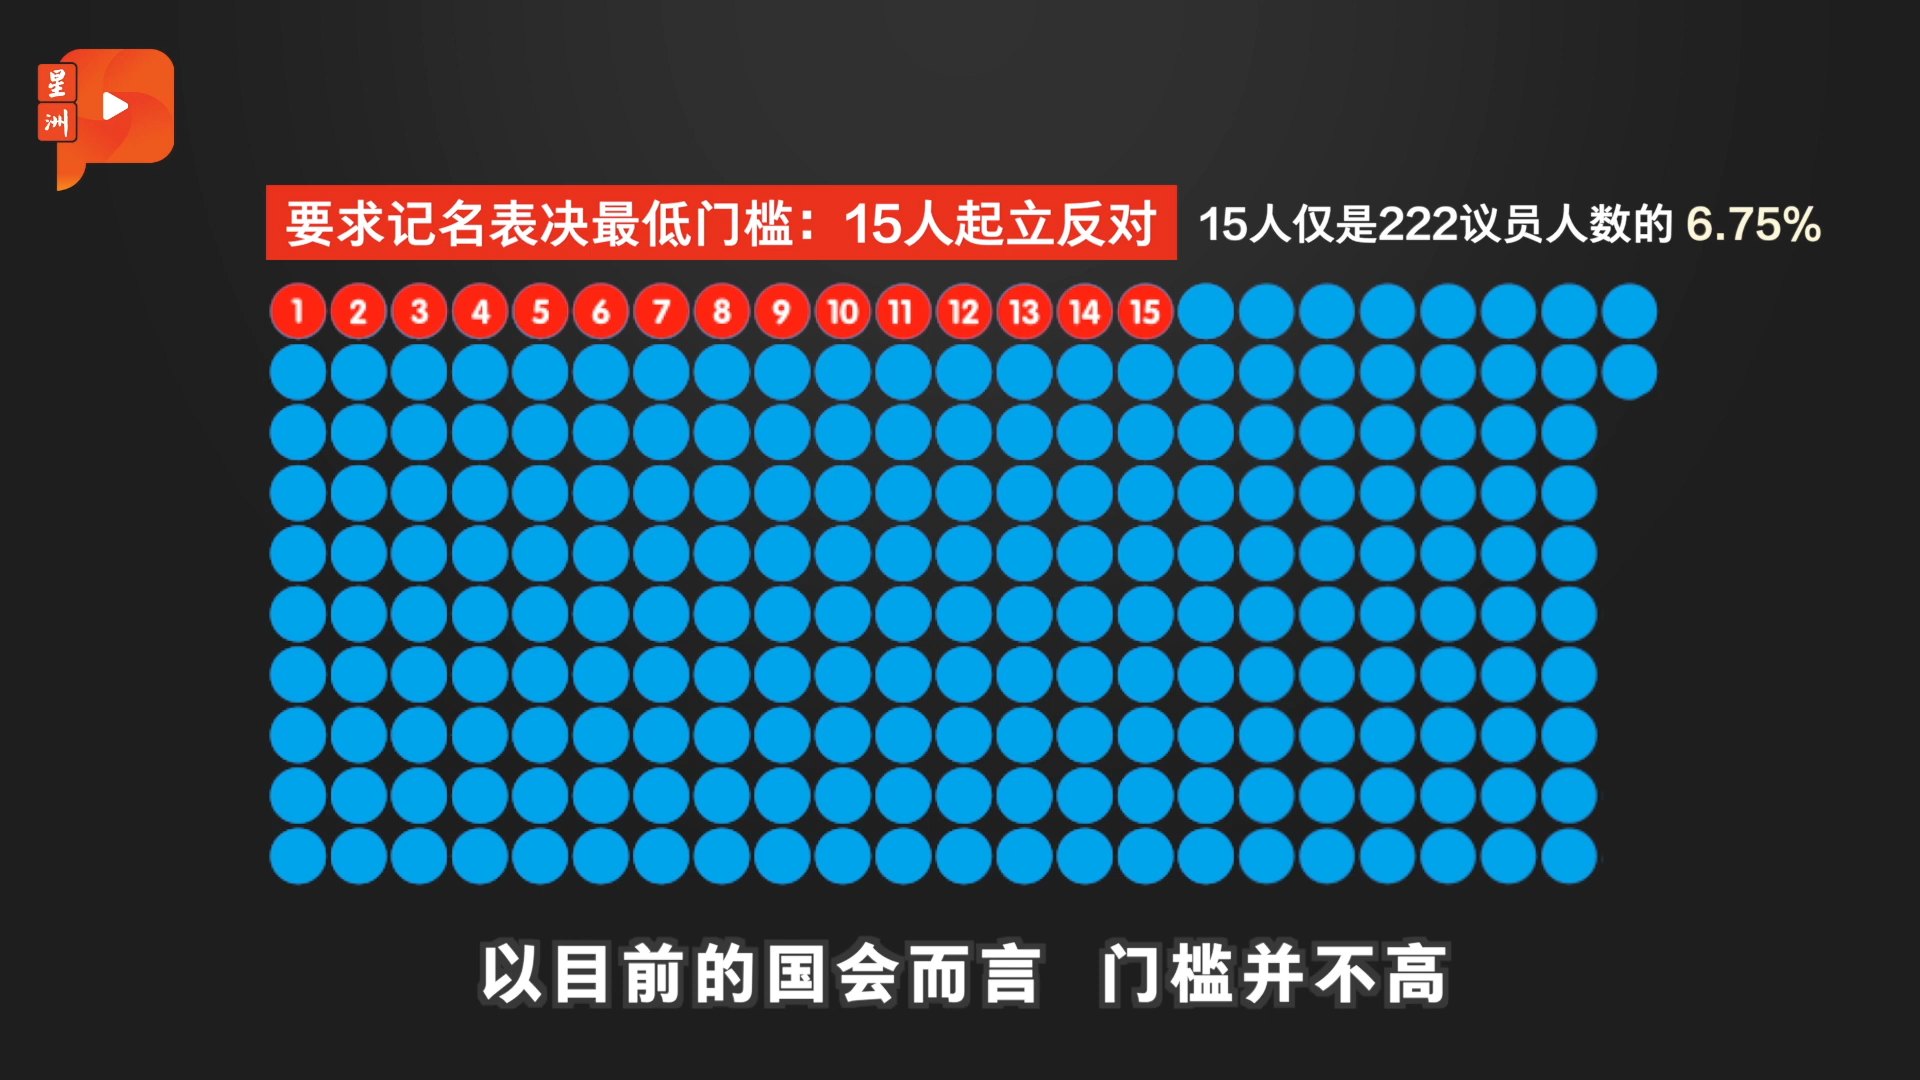 星洲
要求记名表决最低门槛：15人起立反对
15人仅是222议员人数的 6.75%
1 2 3 4 5 6 7 8 9 10 11 12 13 14 15
以目前的国会而言 门槛并不高